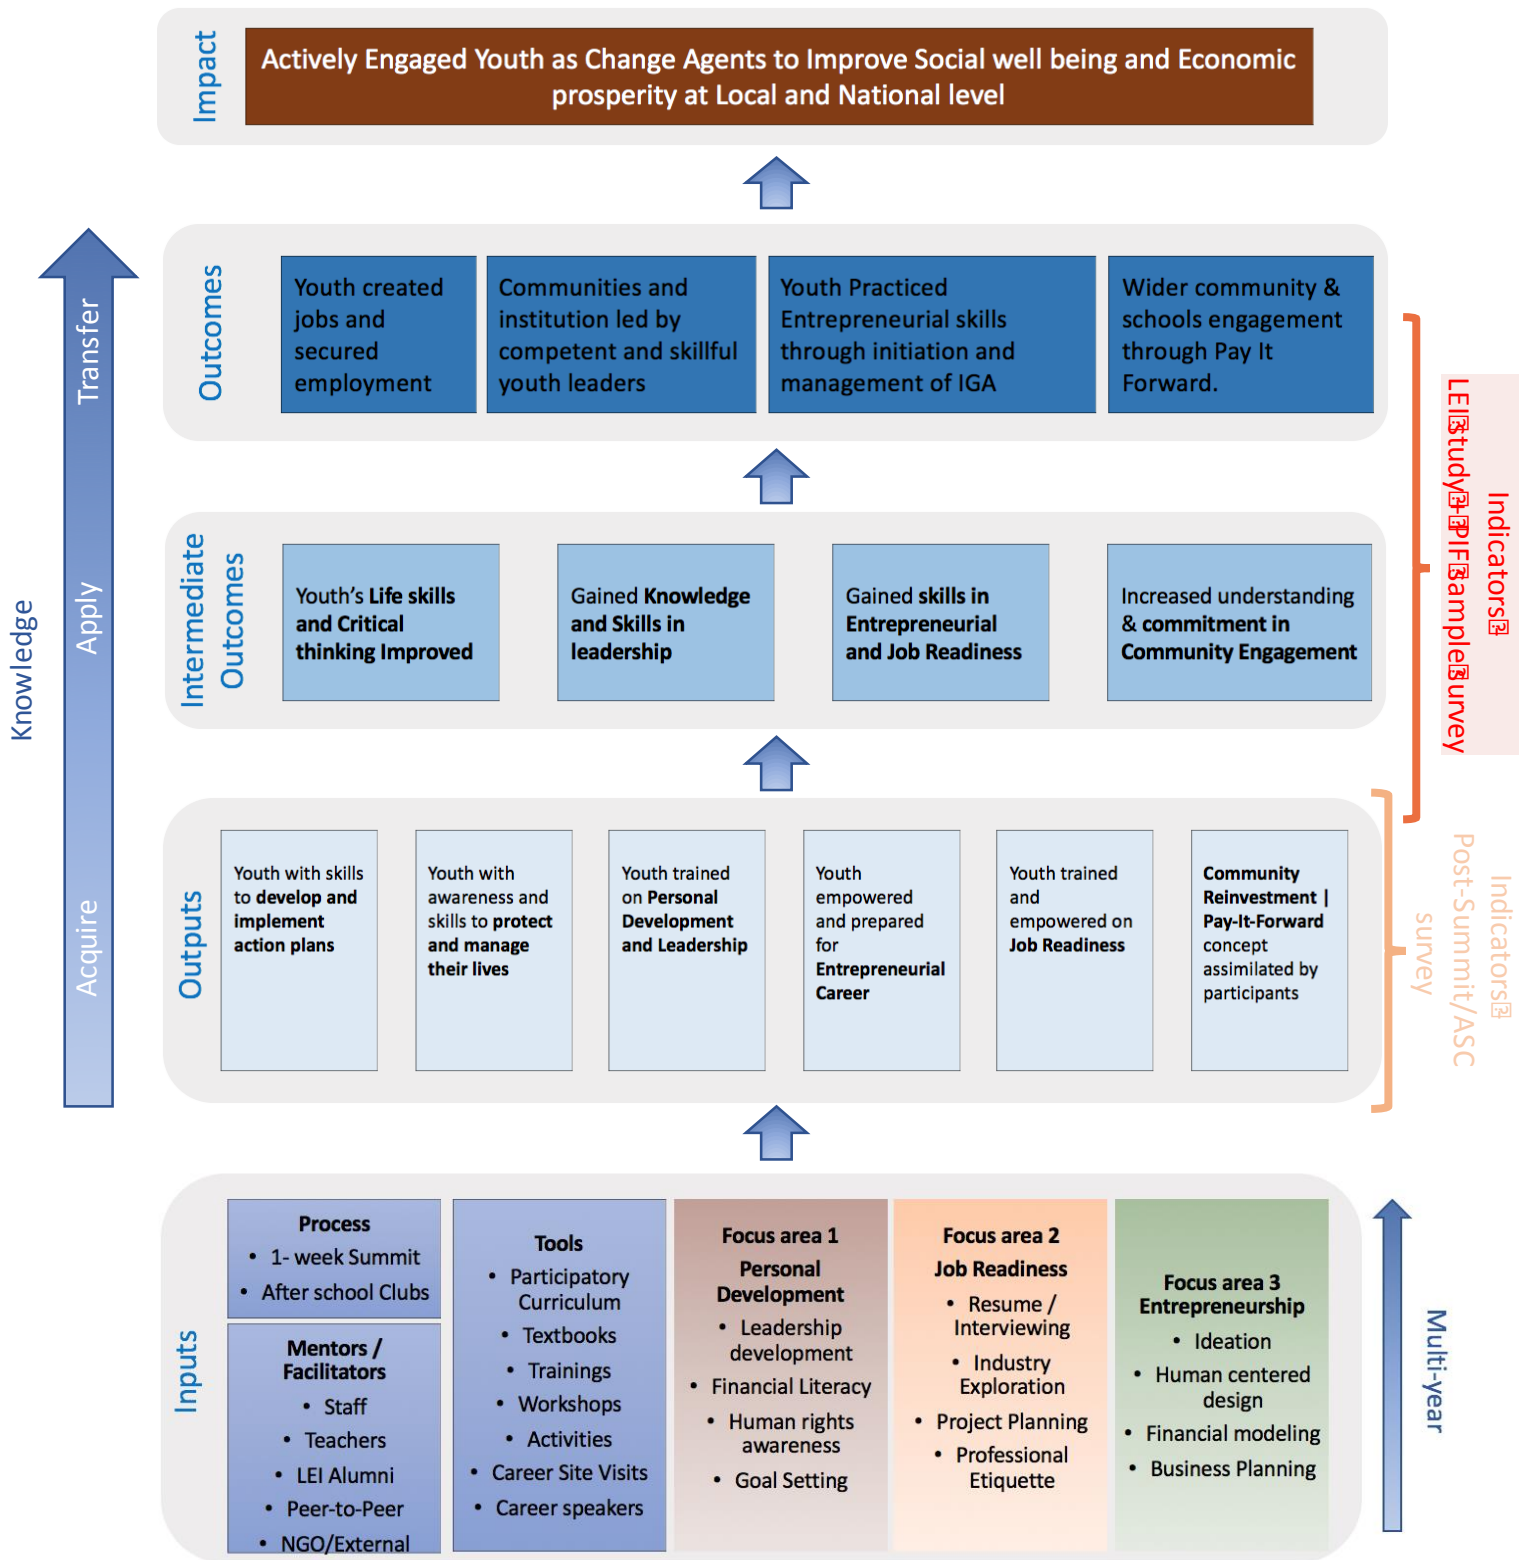 Impact
Actively Engaged Youth as Change Agents to Improve Social well being and Economic
prosperity at Local and National level
Knowledge
Transfer
Apply
Acquire
Outcomes
Youth created
jobs and
secured
employment
Communities and
institution led by
competent and skillful
youth leaders
Youth Practiced
Entrepreneurial skills
through initiation and
management of IGA
Wider community &
schools engagement
through Pay It
Forward.
Indicators
LEI study + PIF sample survey
Intermediate
Outcomes
Youth’s Life skills
and Critical
thinking Improved
Gained Knowledge
and Skills in
leadership
Gained skills in
Entrepreneurial
and Job Readiness
Increased understanding
& commitment in
Community Engagement
Outputs
Youth with skills
to develop and
implement
action plans
Youth with
awareness and
skills to protect
and manage
their lives
Youth trained
on Personal
Development
and Leadership
Youth
empowered
and prepared
for
Entrepreneurial
Career
Youth trained
and
empowered on
Job Readiness
Community
Reinvestment |
Pay-It-Forward
concept
assimilated by
participants
Indicators
Post-Summit/ASC
survey
Inputs
Process
• 1- week Summit
• After school Clubs
Mentors /
Facilitators
• Staff
• Teachers
• LEI Alumni
• Peer-to-Peer
• NGO/External
Tools
• Participatory
Curriculum
• Textbooks
• Trainings
• Workshops
• Activities
• Career Site Visits
• Career speakers
Focus area 1
Personal
Development
• Leadership
development
• Financial Literacy
• Human rights
awareness
• Goal Setting
Focus area 2
Job Readiness
• Resume /
Interviewing
• Industry
Exploration
• Project Planning
• Professional
Etiquette
Focus area 3
Entrepreneurship
• Ideation
• Human centered
design
• Financial modeling
• Business Planning
Multi-year